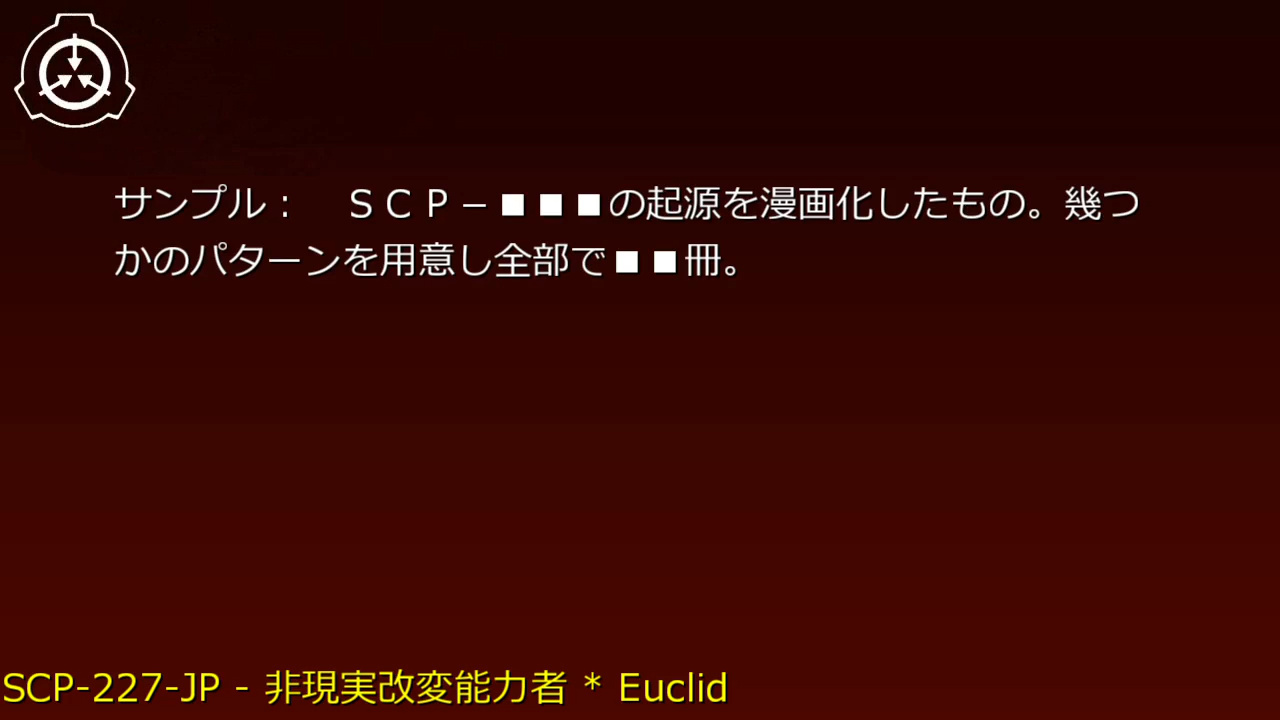 サンプル：　ＳＣＰ－■■■の起源を漫画化したもの。幾つ
かのパターンを用意し全部で■■冊。
SCP-227-JP - 非現実改変能力者 * Euclid